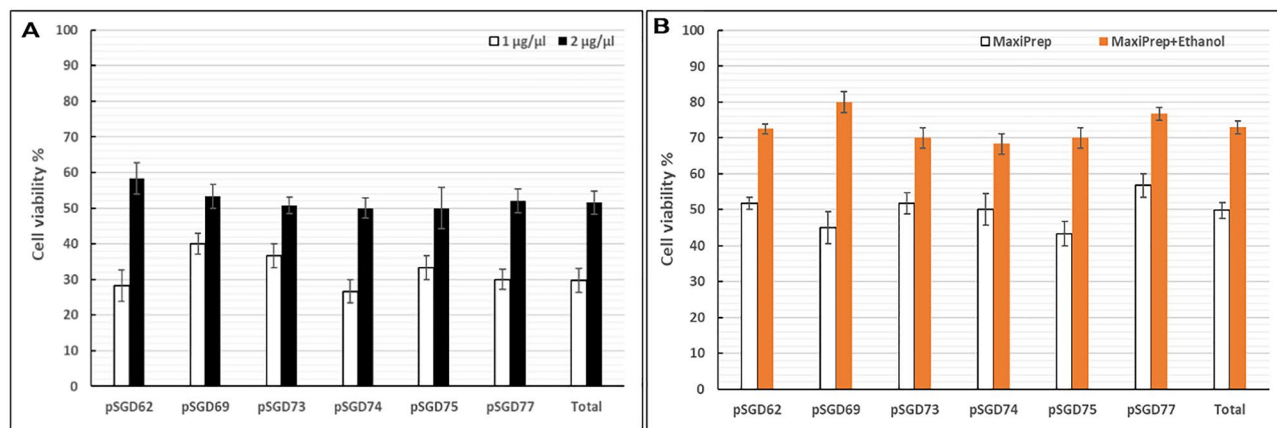 A
1 µg/µl 2 µg/µl
Cell viability %
100
90
80
70
60
50
40
30
20
10
0
pSGD62 pSGD69 pSGD73 pSGD74 pSGD75 pSGD77 Total
B
MaxiPrep MaxiPrep+Ethanol
Cell viability %
100
90
80
70
60
50
40
30
20
10
0
pSGD62 pSGD69 pSGD73 pSGD74 pSGD75 pSGD77 Total